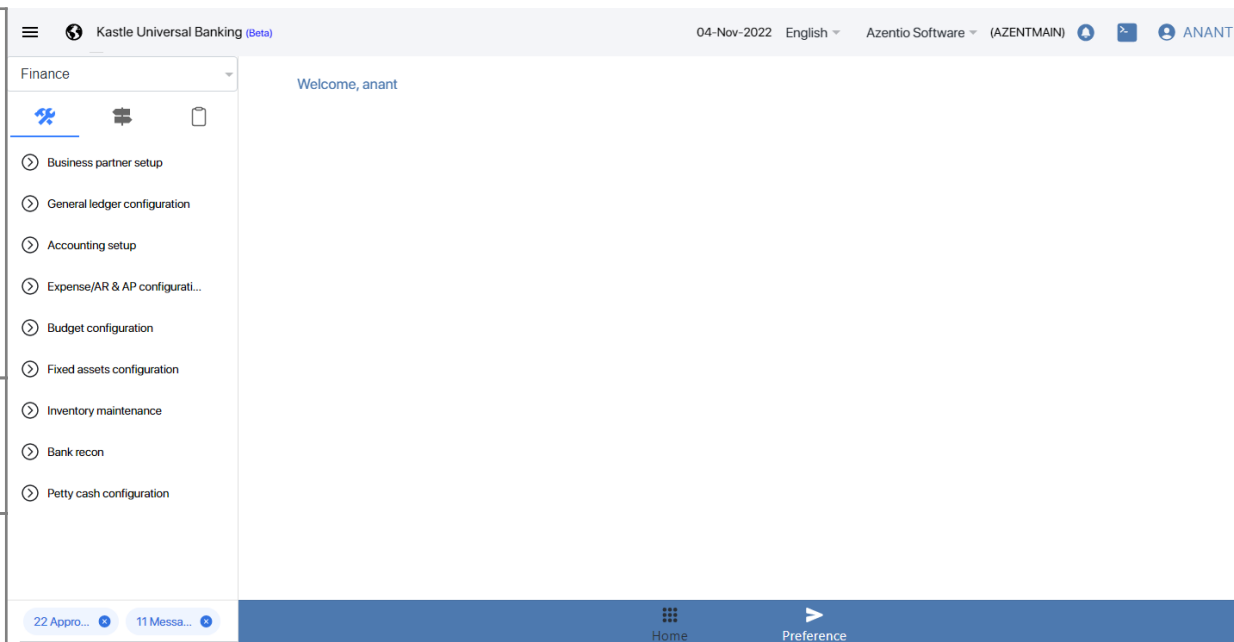 Kastle Universal Banking (Beta)
04-Nov-2022 English Azentio Software (AZENTMAIN) ANANT
Finance
Welcome, anant
Business partner setup
General ledger configuration
Accounting setup
Expense/AR & AP configurati...
Budget configuration
Fixed assets configuration
Inventory maintenance
Bank recon
Petty cash configuration
22 Appro... 11 Messa...
Home Preference